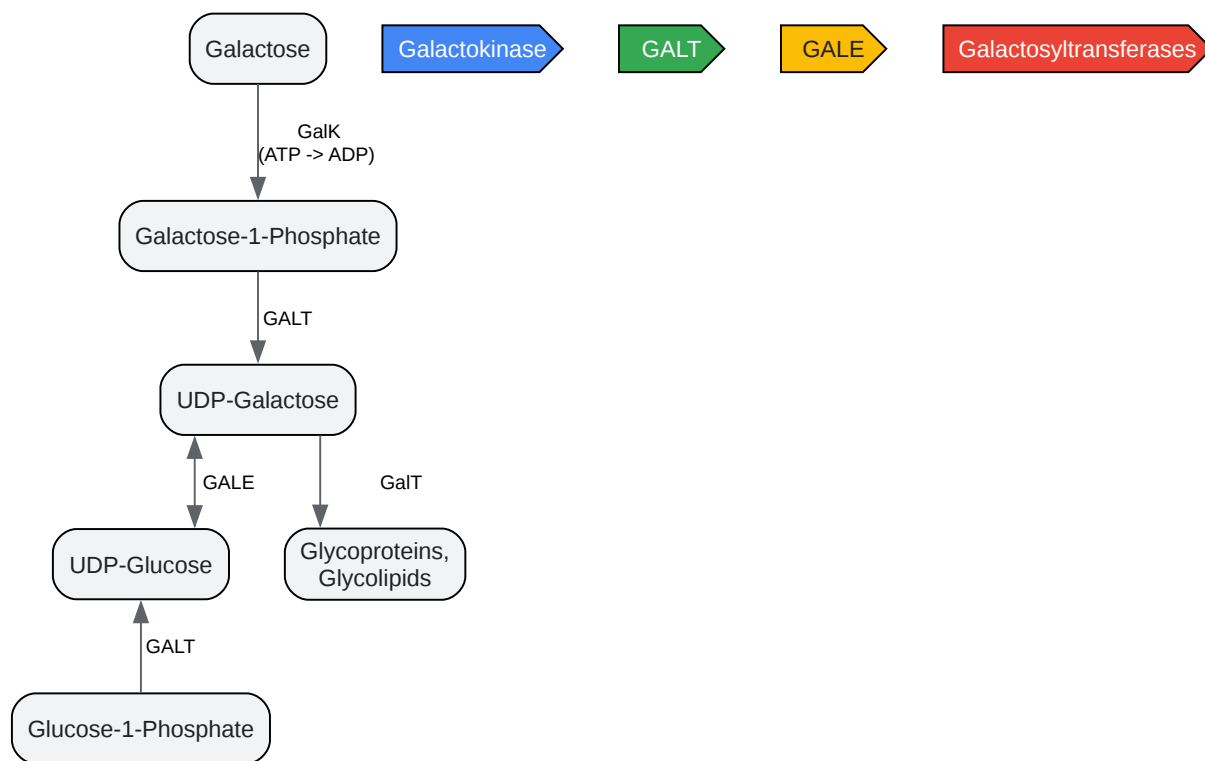 Galactose
Galactokinase
GALT
GALE
Galactosyltransferases
GalK
(ATP -> ADP)
Galactose-1-Phosphate
GALT
UDP-Galactose
GALE
GalT
UDP-Glucose
Glycoproteins,
Glycolipids
GALT
Glucose-1-Phosphate